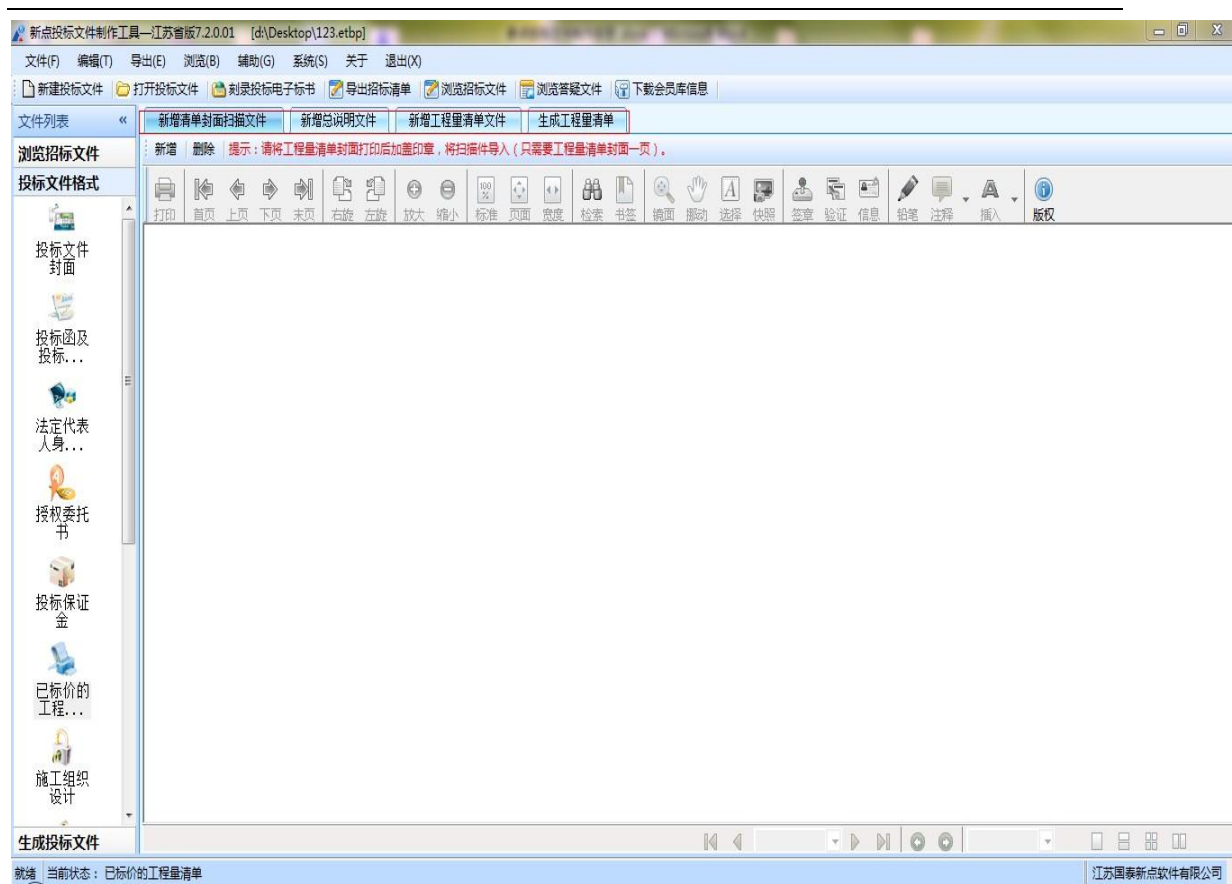 新点投标文件制作工具—江苏省版7.2.0.01 [d:\Desktop\123.etbp]
文件(F) 编辑(T) 导出(E) 浏览(B) 辅助(G) 系统(S) 关于 退出(X)
新建投标文件 打开投标文件 刻录投标电子标书 导出招标清单 浏览招标文件 浏览答疑文件 下载会员库信息
文件列表 «
新增清单封面扫描文件 新增总说明文件 新增工程量清单文件 生成工程量清单
浏览招标文件
新增 删除 提示：请将工程量清单封面打印后加盖印章，将扫描件导入（只需要工程量清单封面一页）。
投标文件格式
打印 首页 上页 下页 末页 右旋 左旋 放大 缩小 标准 页面 宽度 检索 书签 镜面 挪动 选择 快照 签章 验证 信息 铅笔 注释 插入 版权
投标文件
封面
投标函及
投标...
法定代表
人身...
授权委托
书
投标保证
金
已标价的
工程...
施工组织
设计
生成投标文件
就绪 当前状态：已标价的工程量清单 江苏国泰新点软件有限公司